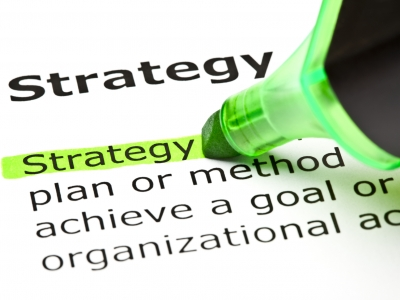 Strategy
Strategy
plan or method
achieve a goal or
organizational